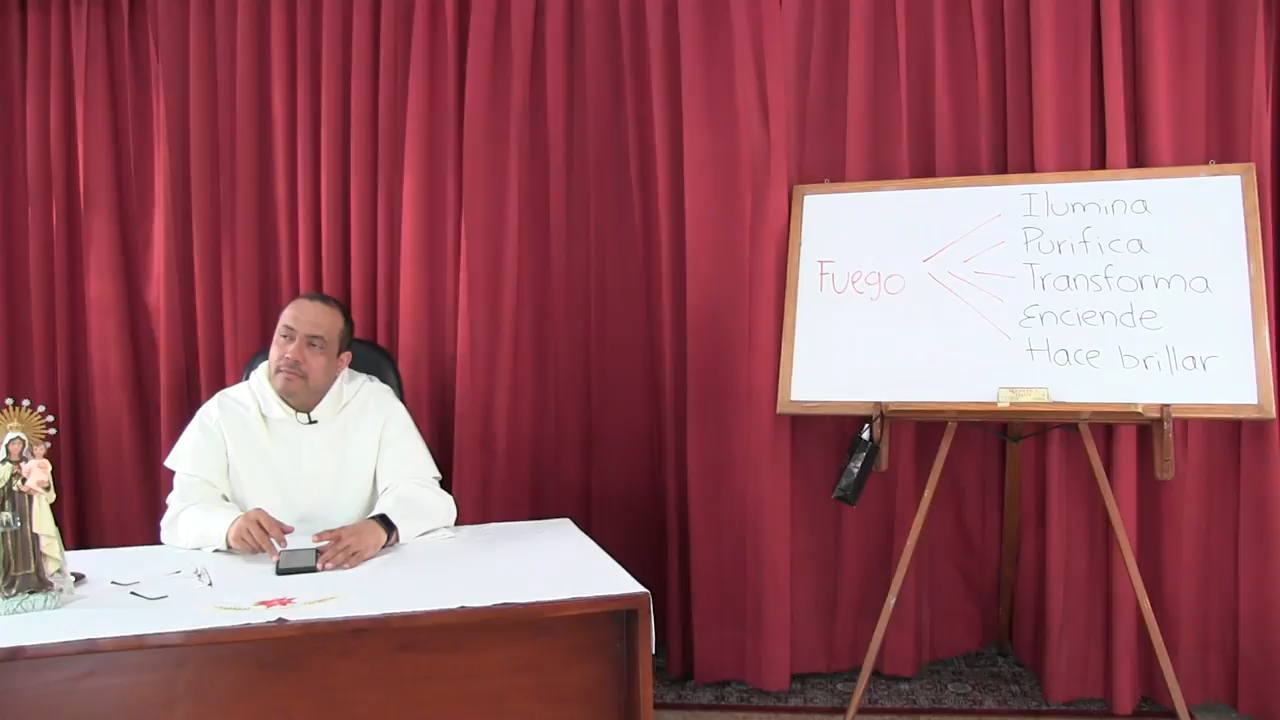 Fuego
Ilumina
Purifica
Transforma
Enciende
Hace brillar